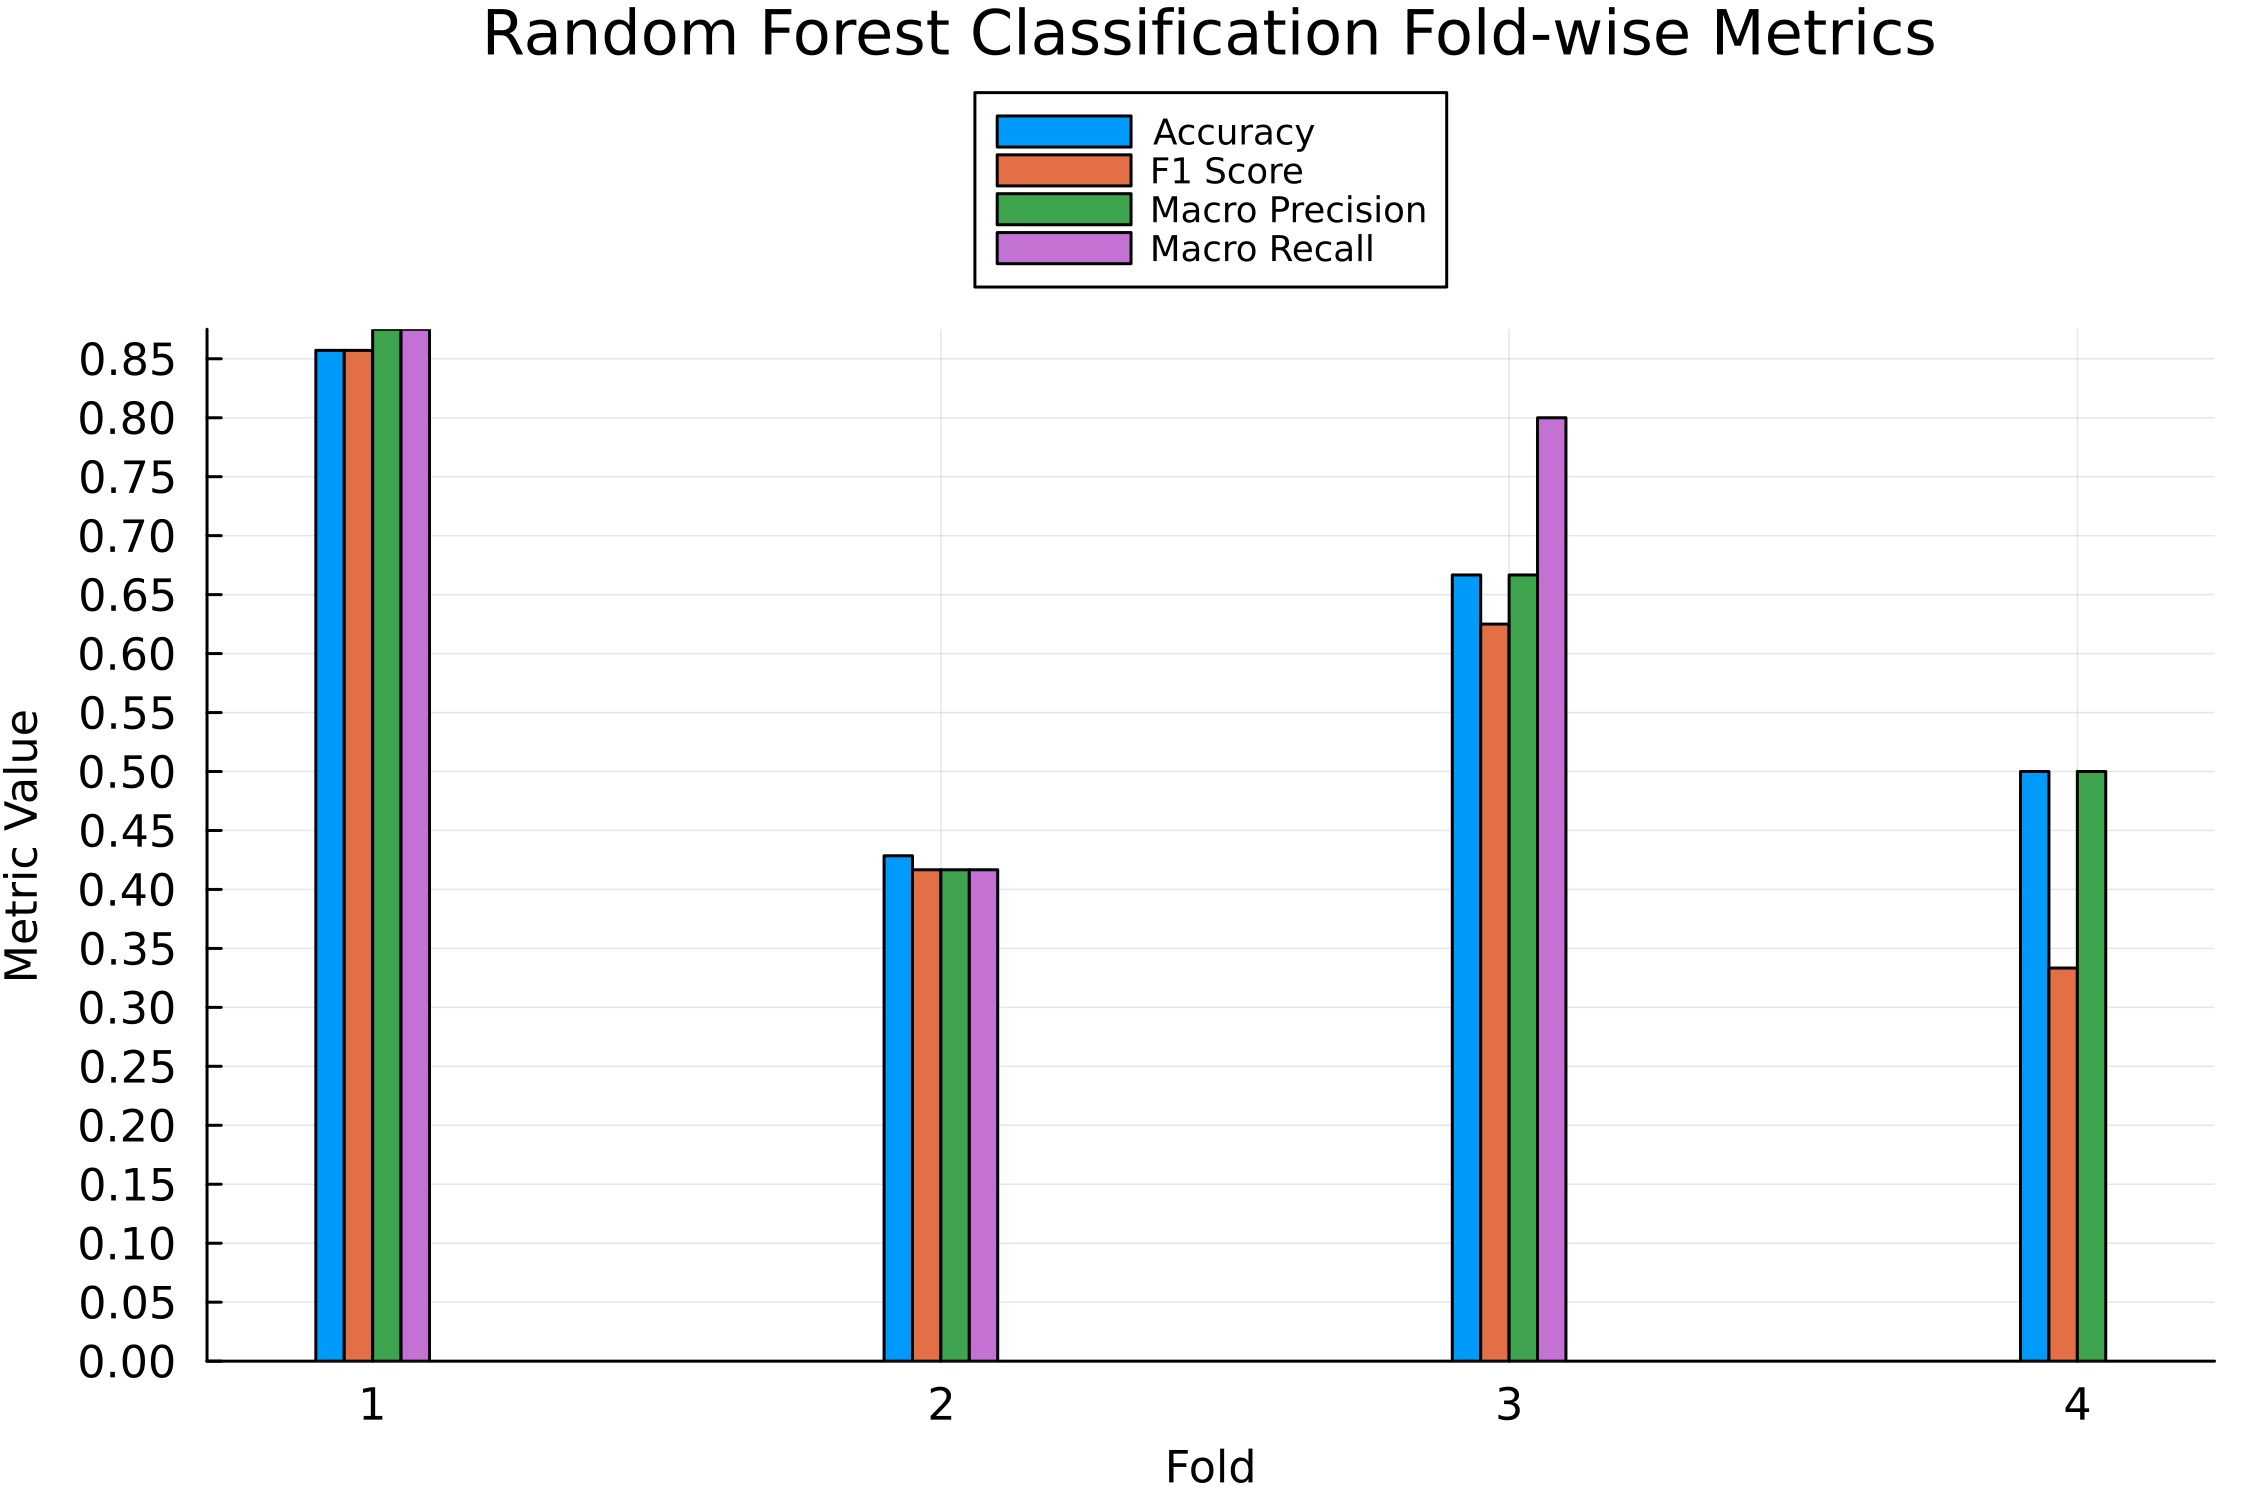 Random Forest Classification Fold-wise Metrics
Accuracy
F1 Score
Macro Precision
Macro Recall
0.85
0.80
0.75
0.70
0.65
0.60
0.55
0.50
0.45
0.40
0.35
0.30
0.25
0.20
0.15
0.10
0.05
0.00
Metric Value
1 2 3 4
Fold